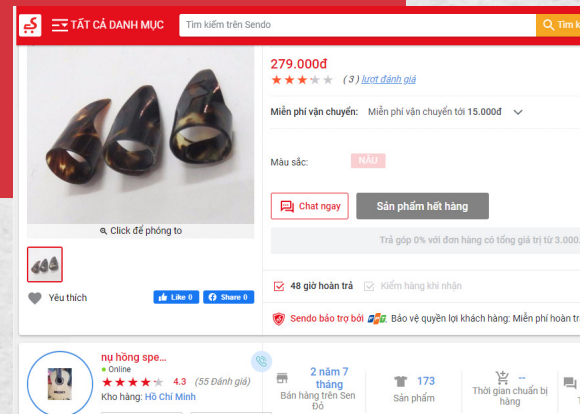 TẤT CẢ DANH MỤC
Tìm kiếm trên Sendo
Tìm k
279.000đ
( 3 ) lượt đánh giá
Miễn phí vận chuyển: Miễn phí vận chuyển tới 15.000đ
Màu sắc:
NÂU
Chat ngay
Sản phẩm hết hàng
Click để phóng to
Trả góp 0% với đơn hàng có tổng giá trị từ 3.000.
48 giờ hoàn trả
Kiểm hàng khi nhận
Yêu thích
Like 0
Share 0
Sendo bảo trợ bởi FPT. Bảo vệ quyền lợi khách hàng: Miễn phí hoàn tr
nụ hồng spe...
Online
4.3 (55 Đánh giá)
Kho hàng: Hồ Chí Minh
2 năm 7
tháng
Bán hàng trên Sen
Đỏ
173
Sản phẩm
--
Thời gian chuẩn bị
hàng